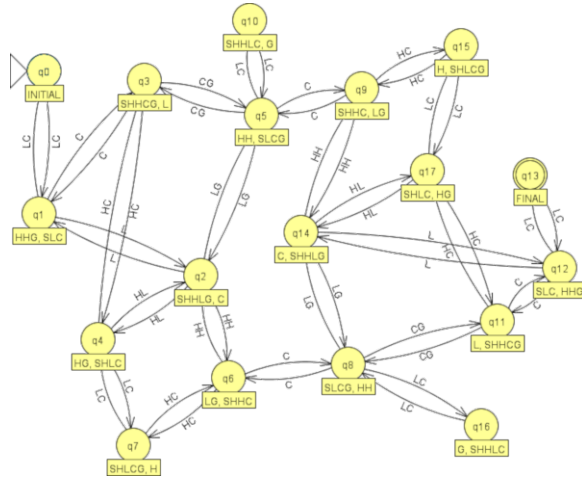 q10
SHHLC, G
q15
H, SHLCG
q0
INITIAL
q3
SHHCG, L
q9
SHHC, LG
q5
HH, SLCG
HC
HC
CG
CG
C
C
LC
LC
LC
LC
C
C
LC
LC
HH
HH
q17
SHLC, HG
q13
FINAL
HC
HC
LG
LG
HL
HL
LC
LC
q1
HHG, SLC
q14
C, SHHLG
L
L
L
HC
HC
q2
SHHLG, C
q12
SLC, HHG
HL
HL
HH
HH
LG
LG
C
C
q11
L, SHHCG
q4
HG, SHLC
CG
CG
q6
LG, SHHC
C
C
q8
SLCG, HH
LC
LC
HC
HC
LC
LC
q7
SHLCG, H
q16
G, SHHLC